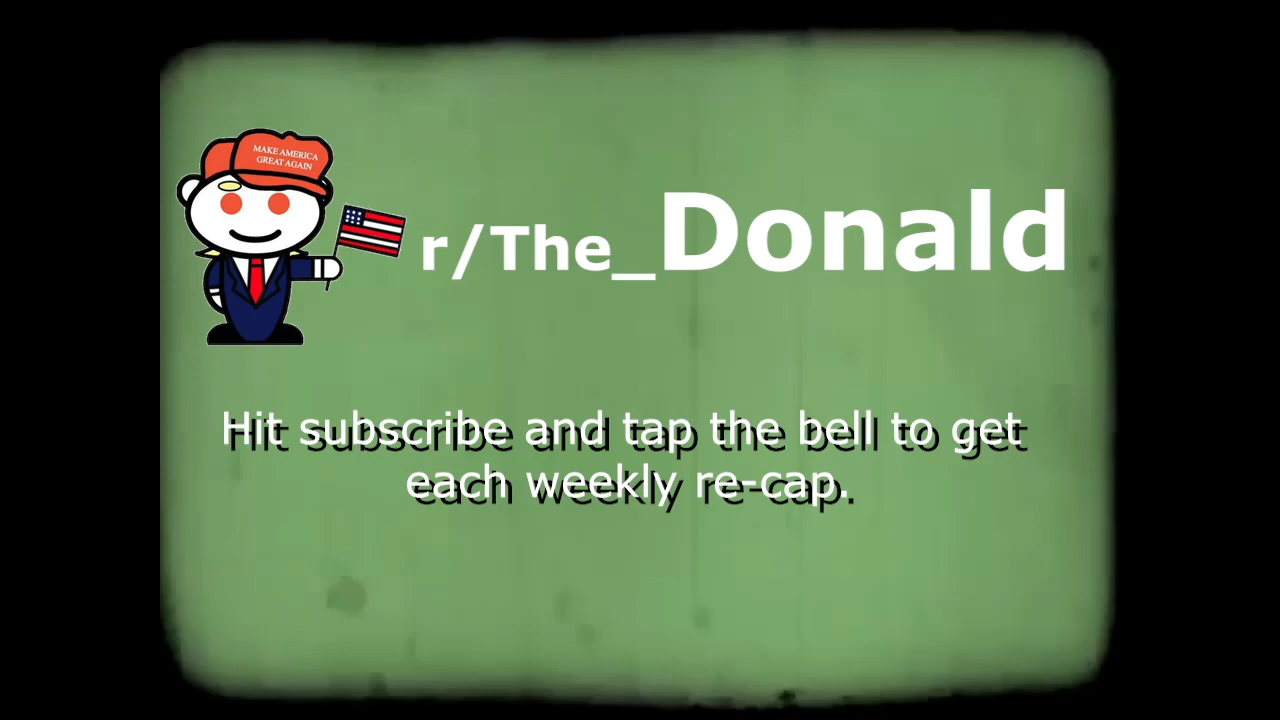 MAKE AMERICA
GREAT AGAIN
r/The_Donald
Hit subscribe and tap the bell to get
each weekly re-cap.